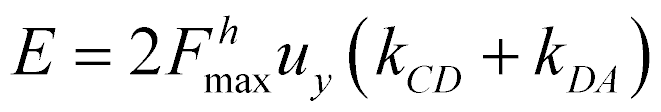 E = 2F^h_max u_y (k_CD + k_DA)